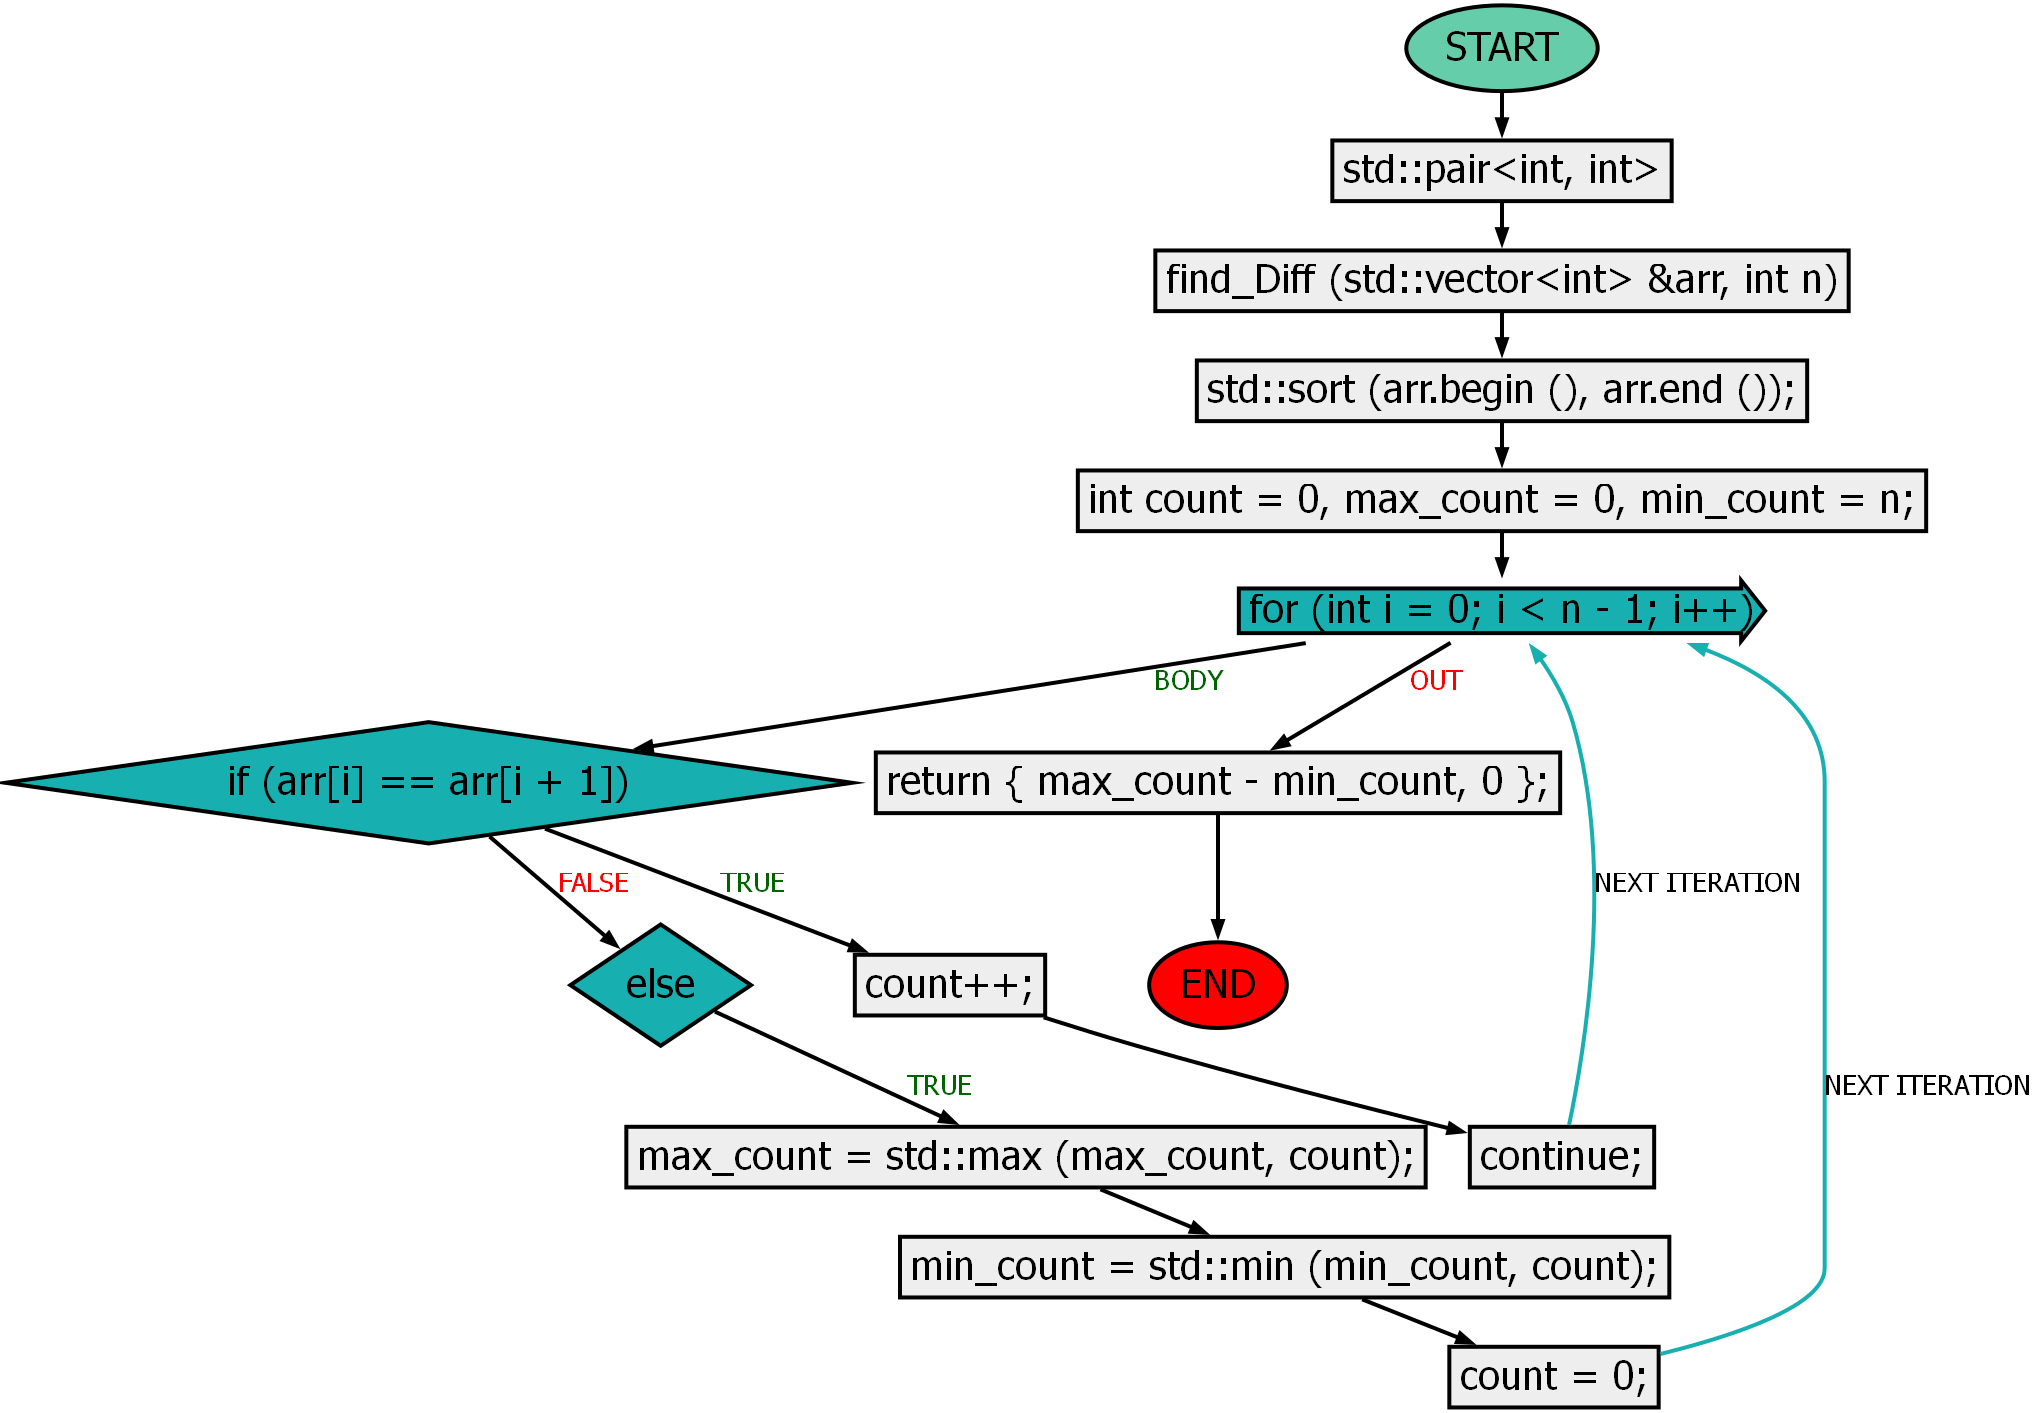 START
std::pair<int, int>
find_Diff (std::vector<int> &arr, int n)
std::sort (arr.begin (), arr.end ());
int count = 0, max_count = 0, min_count = n;
for (int i = 0; i < n - 1; i++)
BODY
OUT
if (arr[i] == arr[i + 1])
return { max_count - min_count, 0 };
FALSE
TRUE
NEXT ITERATION
else
count++;
END
TRUE
NEXT ITERATION
max_count = std::max (max_count, count);
continue;
min_count = std::min (min_count, count);
count = 0;